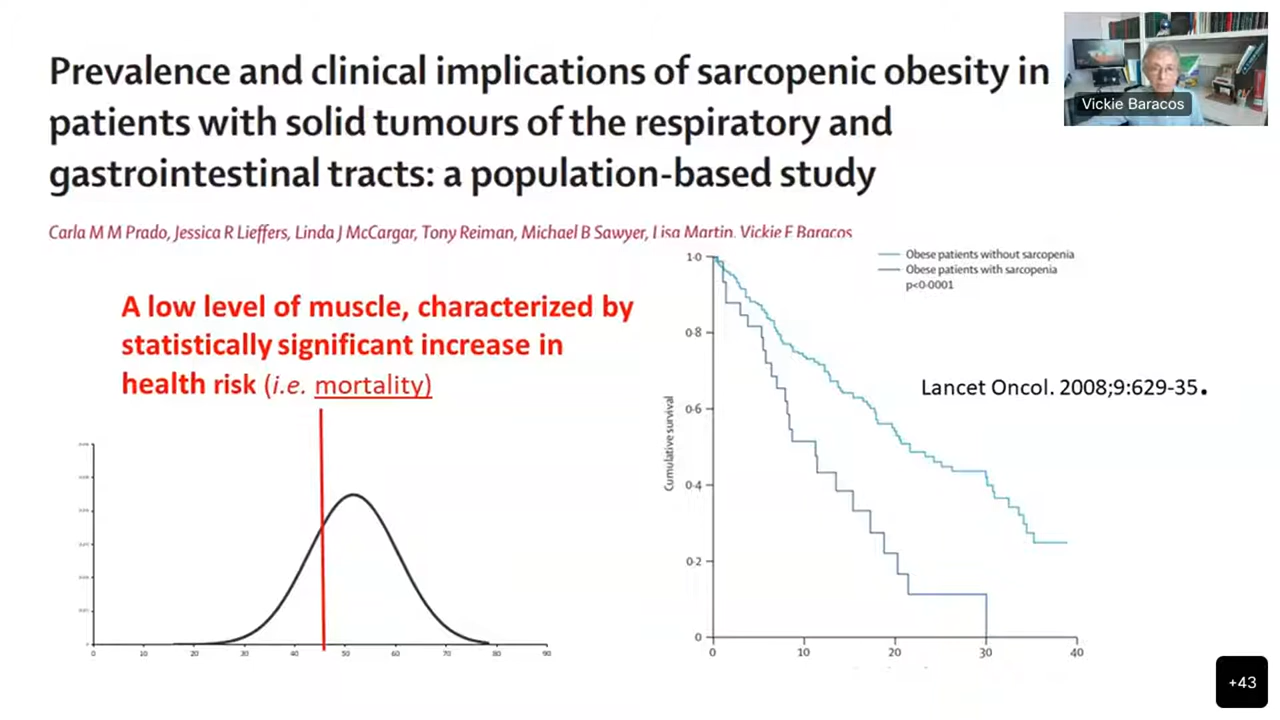 Prevalence and clinical implications of sarcopenic obesity in
patients with solid tumours of the respiratory and
gastrointestinal tracts: a population-based study
Vickie Baracos
Carla M M Prado, Jessica R Lieffers, Linda J McCargar, Tony Reiman, Michael B Sawyer, Lisa Martin, Vickie E Baracos
A low level of muscle, characterized by
statistically significant increase in
health risk (i.e. mortality)
0 10 20 30 40 50 60 70 80 90
Obese patients without sarcopenia
Obese patients with sarcopenia
p<0·0001
Cumulative survival
1·0
0·8
0·6
0·4
0·2
0
0 10 20 30 40
Lancet Oncol. 2008;9:629-35.
+43